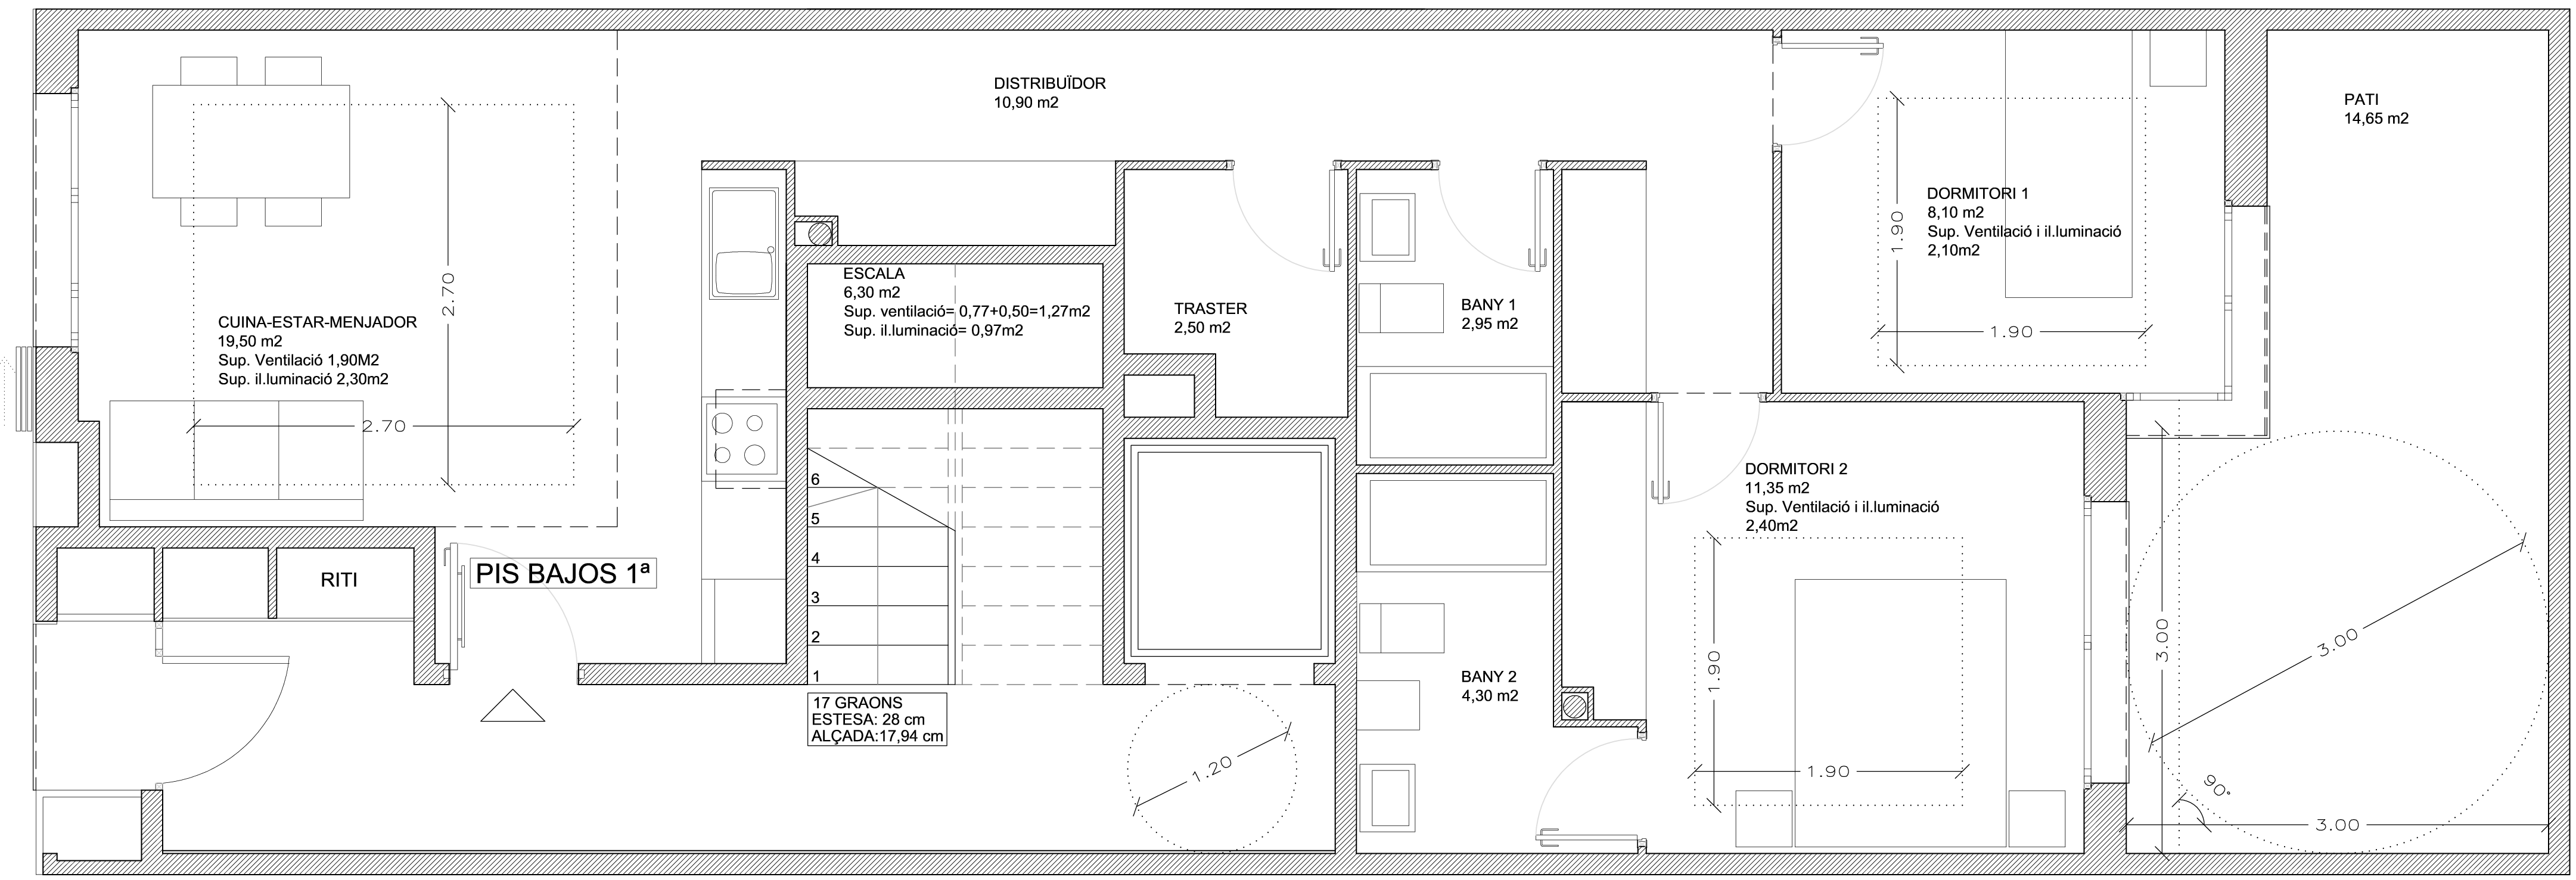 DISTRIBUÏDOR
10,90 m2
PATI
14,65 m2
DORMITORI 1
8,10 m2
Sup. Ventilació i il.luminació
2,10m2
1.90
1.90
CUINA-ESTAR-MENJADOR
19,50 m2
Sup. Ventilació 1,90M2
Sup. il.luminació 2,30m2
2.70
2.70
ESCALA
6,30 m2
Sup. ventilació= 0,77+0,50=1,27m2
Sup. il.luminació= 0,97m2
TRASTER
2,50 m2
BANY 1
2,95 m2
DORMITORI 2
11,35 m2
Sup. Ventilació i il.luminació
2,40m2
1.90
1.90
6
5
4
3
2
1
RITI
PIS BAJOS 1ª
17 GRAONS
ESTESA: 28 cm
ALÇADA:17,94 cm
1.20
BANY 2
4,30 m2
3.00
3.00
90°
3.00